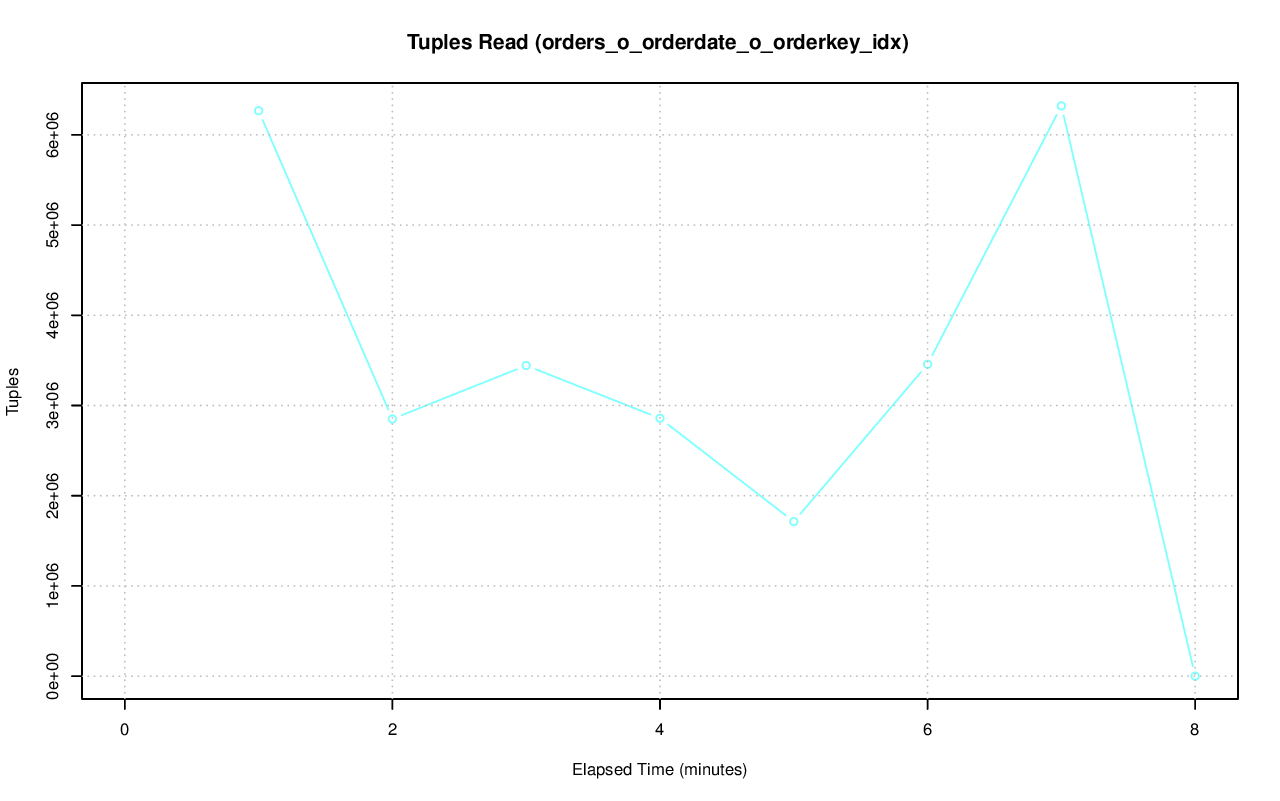 Tuples Read (orders_o_orderdate_o_orderkey_idx)
6e+06
5e+06
4e+06
3e+06
2e+06
1e+06
0e+00
Tuples
0 2 4 6 8
Elapsed Time (minutes)